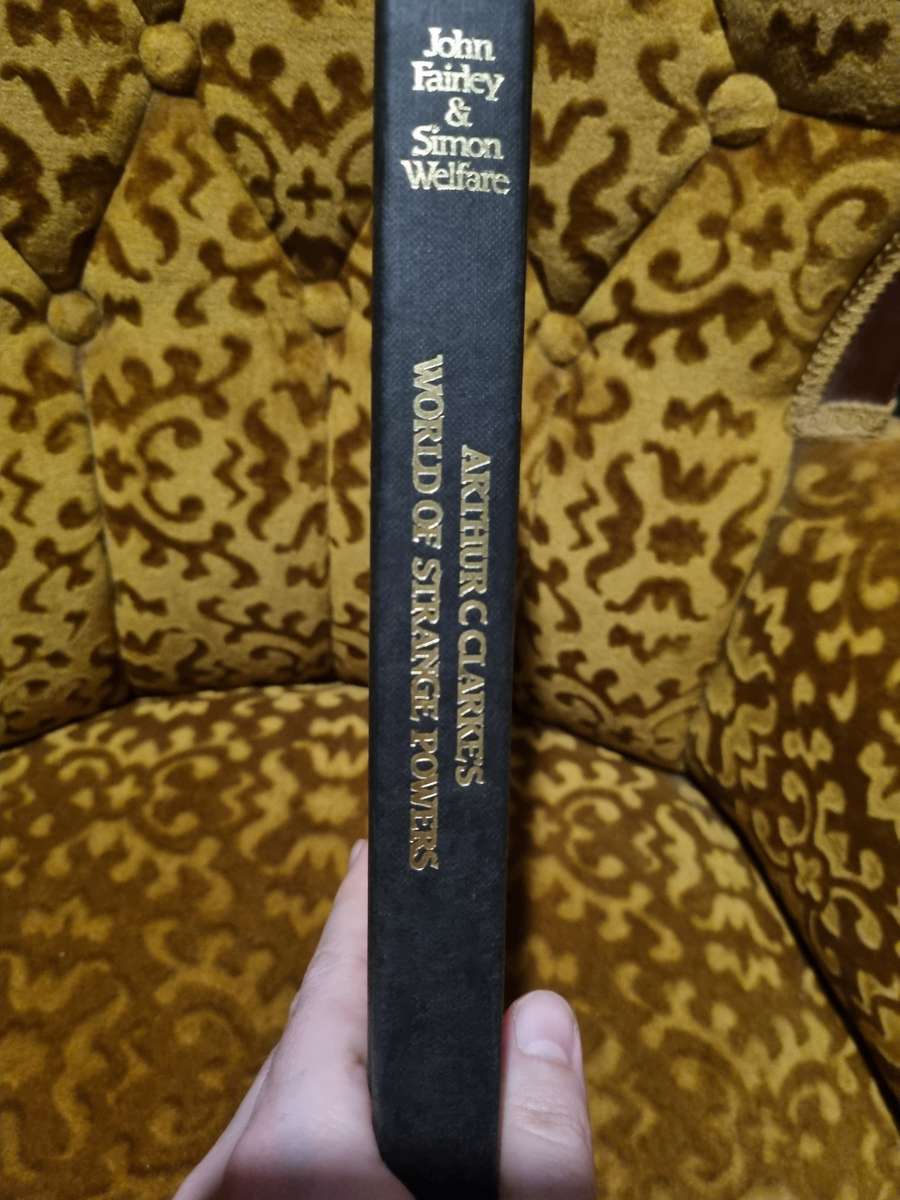 John
Fairley
&
Simon
Welfare
ARTHUR C CLARKE'S
WORLD OF STRANGE POWERS